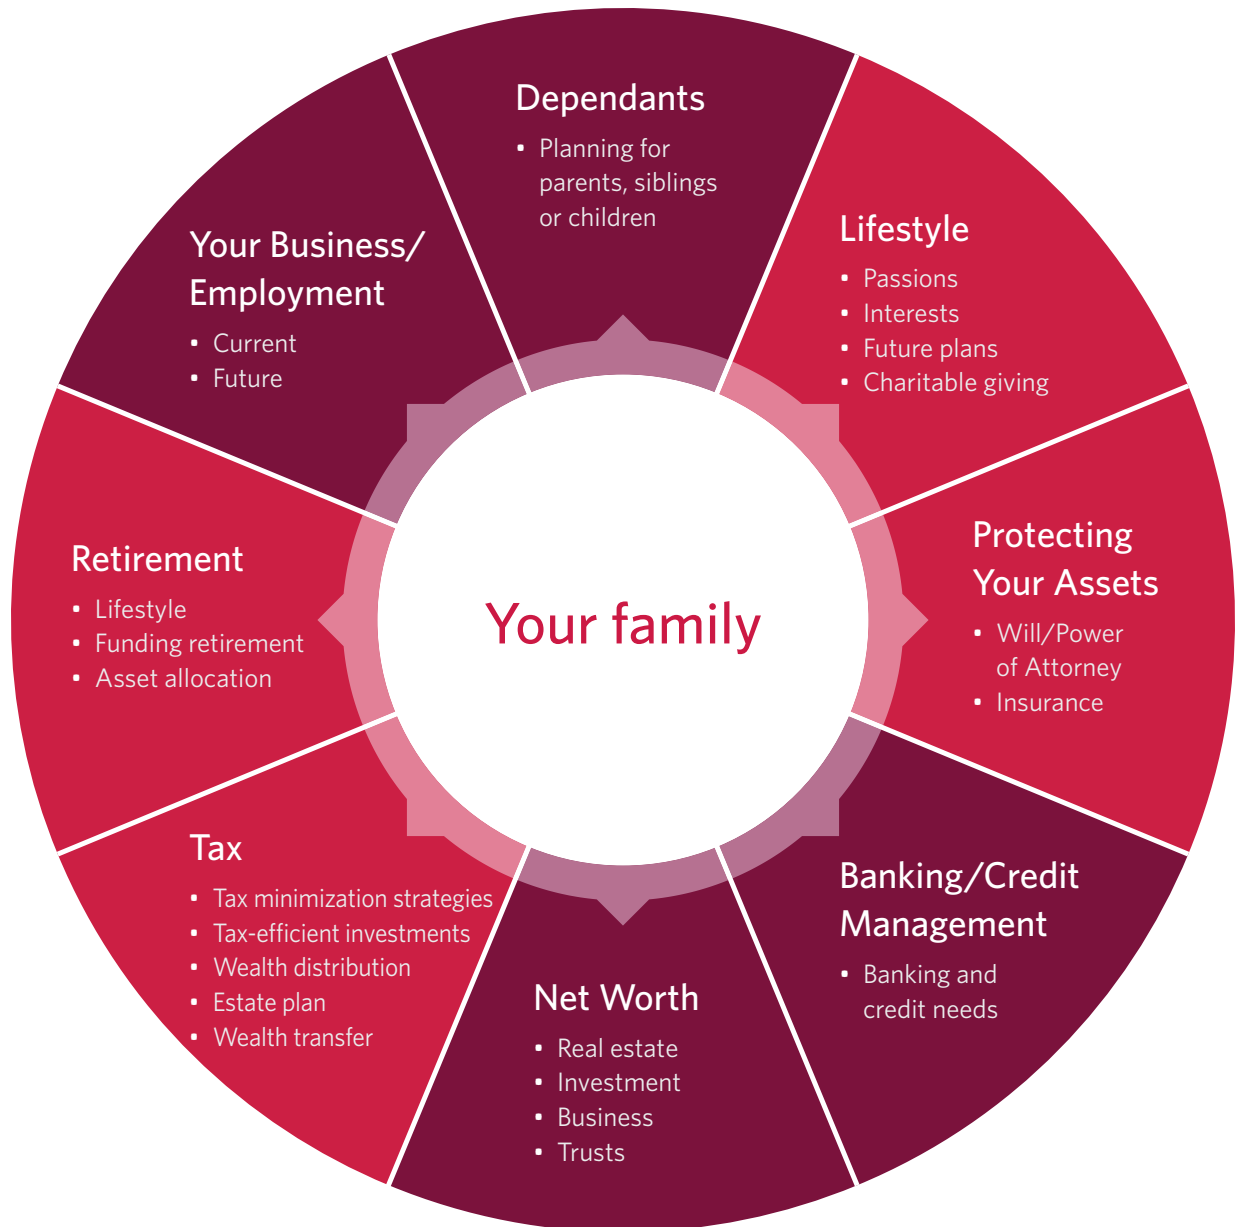 Dependants
• Planning for
parents, siblings
or children
Lifestyle
• Passions
• Interests
• Future plans
• Charitable giving
Protecting
Your Assets
• Will/Power
of Attorney
• Insurance
Banking/Credit
Management
• Banking and
credit needs
Net Worth
• Real estate
• Investment
• Business
• Trusts
Tax
• Tax minimization strategies
• Tax-efficient investments
• Wealth distribution
• Estate plan
• Wealth transfer
Retirement
• Lifestyle
• Funding retirement
• Asset allocation
Your Business/
Employment
• Current
• Future
Your family